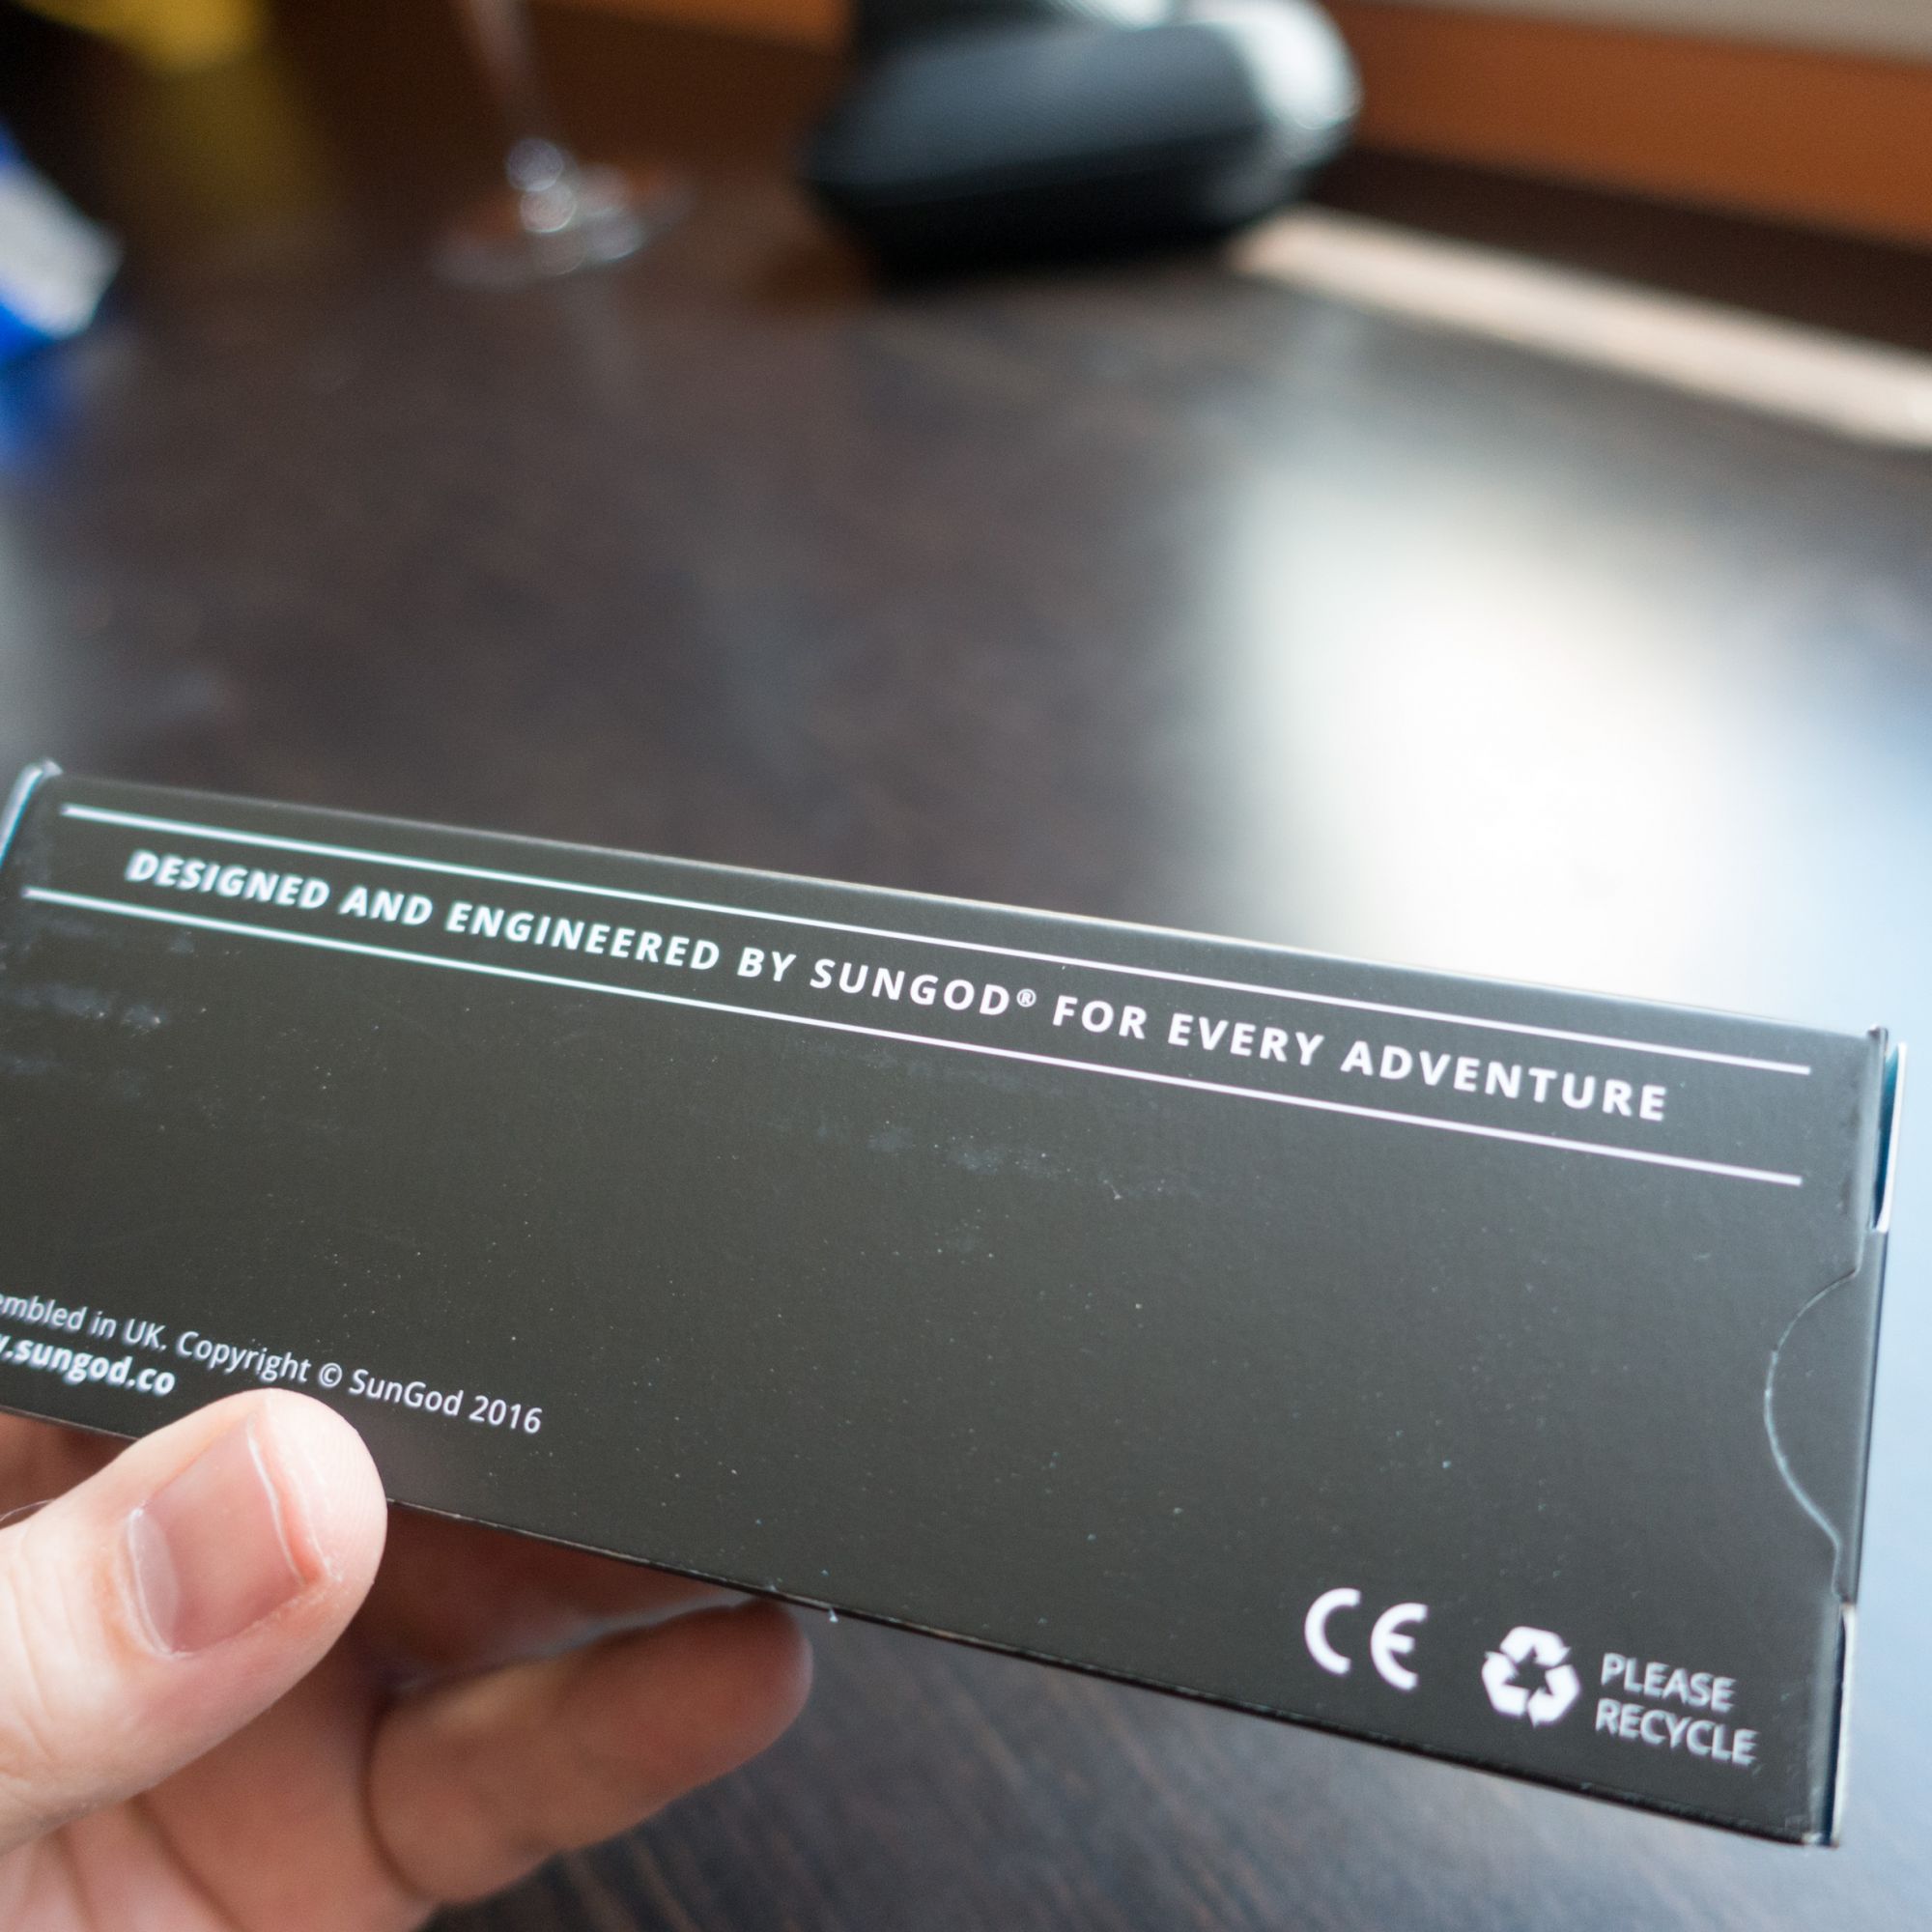 DESIGNED AND ENGINEERED BY SUNGOD® FOR EVERY ADVENTURE
embled in UK. Copyright © SunGod 2016
.sungod.co
CE
PLEASE
RECYCLE